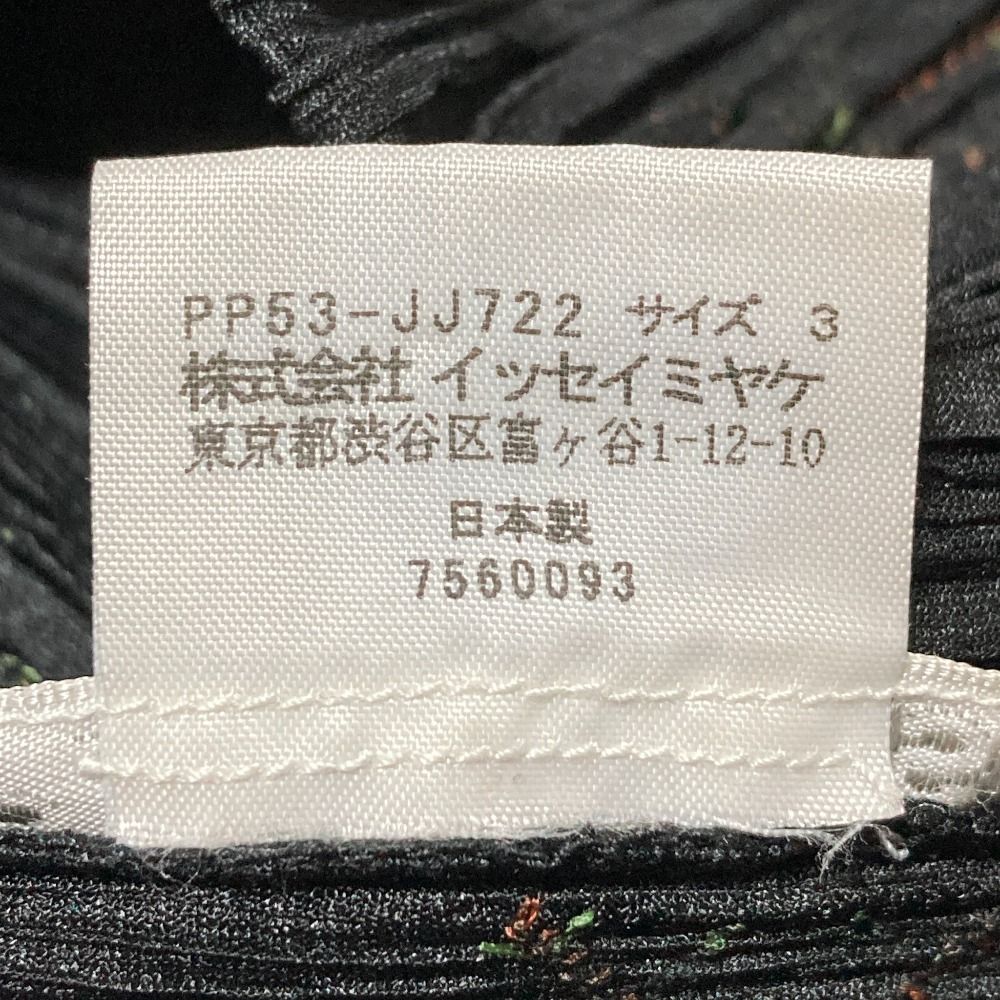 PP53-JJ722 サイズ 3
株式会社 イッセイミヤケ
東京都渋谷区富ヶ谷1-12-10
日本製
7560093